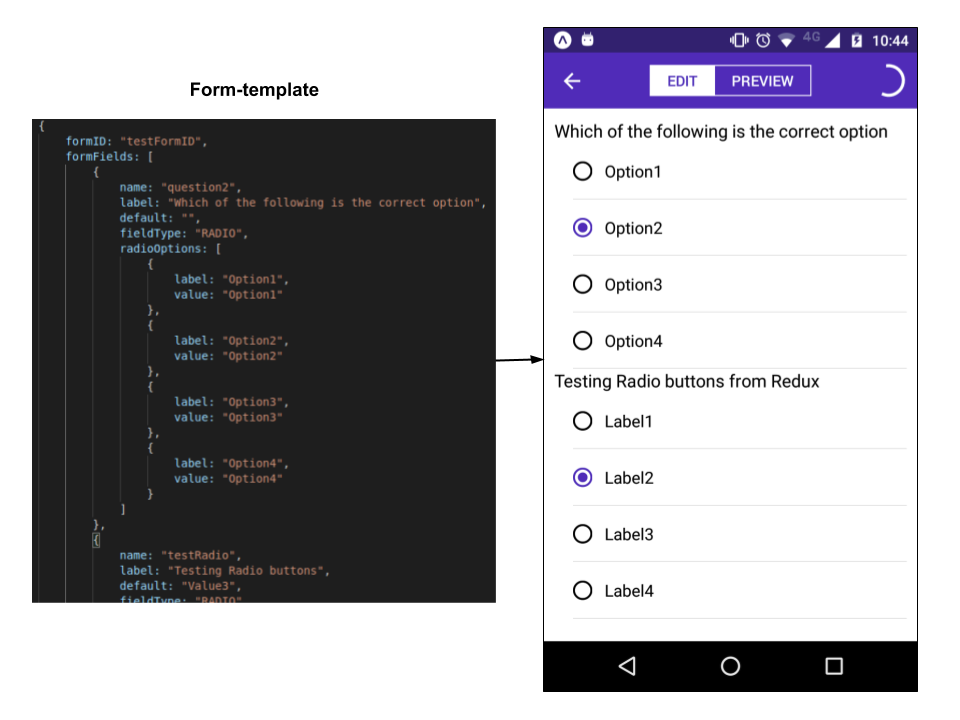 Form-template
{
formID: "testFormID",
formFields: [
{
name: "question2",
label: "Which of the following is the correct option",
default: "",
fieldType: "RADIO",
radioOptions: [
{
label: "Option1",
value: "Option1"
},
{
label: "Option2",
value: "Option2"
},
{
label: "Option3",
value: "Option3"
},
{
label: "Option4",
value: "Option4"
}
]
},
{
name: "testRadio",
label: "Testing Radio buttons",
default: "Value3",
fieldType: "RADIO"
4G 10:44
EDIT PREVIEW
Which of the following is the correct option
Option1
Option2
Option3
Option4
Testing Radio buttons from Redux
Label1
Label2
Label3
Label4